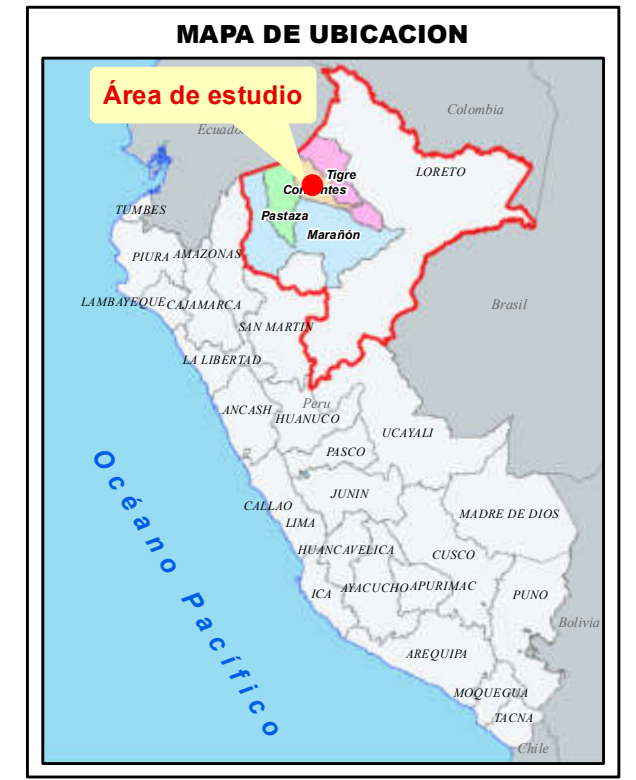 MAPA DE UBICACION
Área de estudio
Colombia
Ecuador
LORETO
Tigre
Corrientes
Pastaza
Marañón
TUMBES
PIURA
AMAZONAS
LAMBAYEQUE
CAJAMARCA
SAN MARTIN
Brasil
LA LIBERTAD
Peru
ANCASH
HUANUCO
UCAYALI
PASCO
JUNIN
CALLAO
LIMA
MADRE DE DIOS
HUANCAVELICA
CUSCO
ICA
AYACUCHO
APURIMAC
PUNO
Bolivia
AREQUIPA
MOQUEGUA
TACNA
Chile
Océano Pacífico